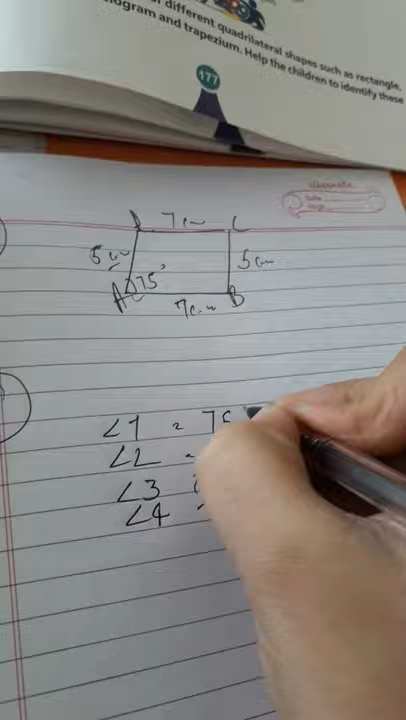 of different quadrilateral shapes such as rectangle,
and trapezium. Help the children to identify these
177
7cm C
5cm 5cm
A 75° B
7cm
∠1 = 75
∠2 =
∠3
∠4